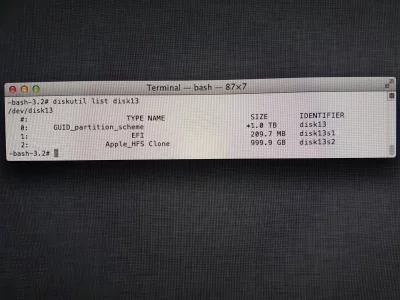 Terminal — bash — 87×7
-bash-3.2# diskutil list disk13
/dev/disk13
#: TYPE NAME SIZE IDENTIFIER
0: GUID_partition_scheme *1.0 TB disk13
1: EFI 209.7 MB disk13s1
2: Apple_HFS Clone 999.9 GB disk13s2
-bash-3.2#